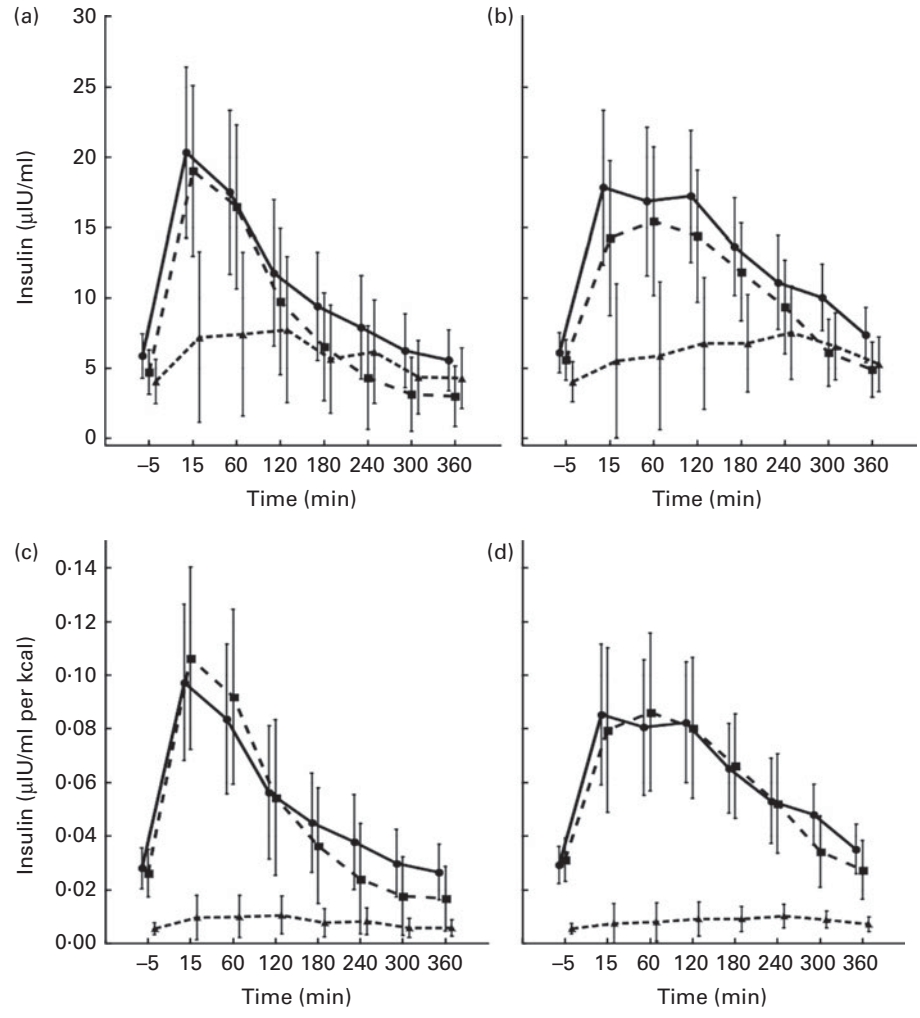 (a)
(b)
30
25
20
15
10
5
0
Insulin (μIU/ml)
–5 15 60 120 180 240 300 360
Time (min)
–5 15 60 120 180 240 300 360
Time (min)
(c)
(d)
0·14
0·12
0·10
0·08
0·06
0·04
0·02
0·00
Insulin (μIU/ml per kcal)
–5 15 60 120 180 240 300 360
Time (min)
–5 15 60 120 180 240 300 360
Time (min)